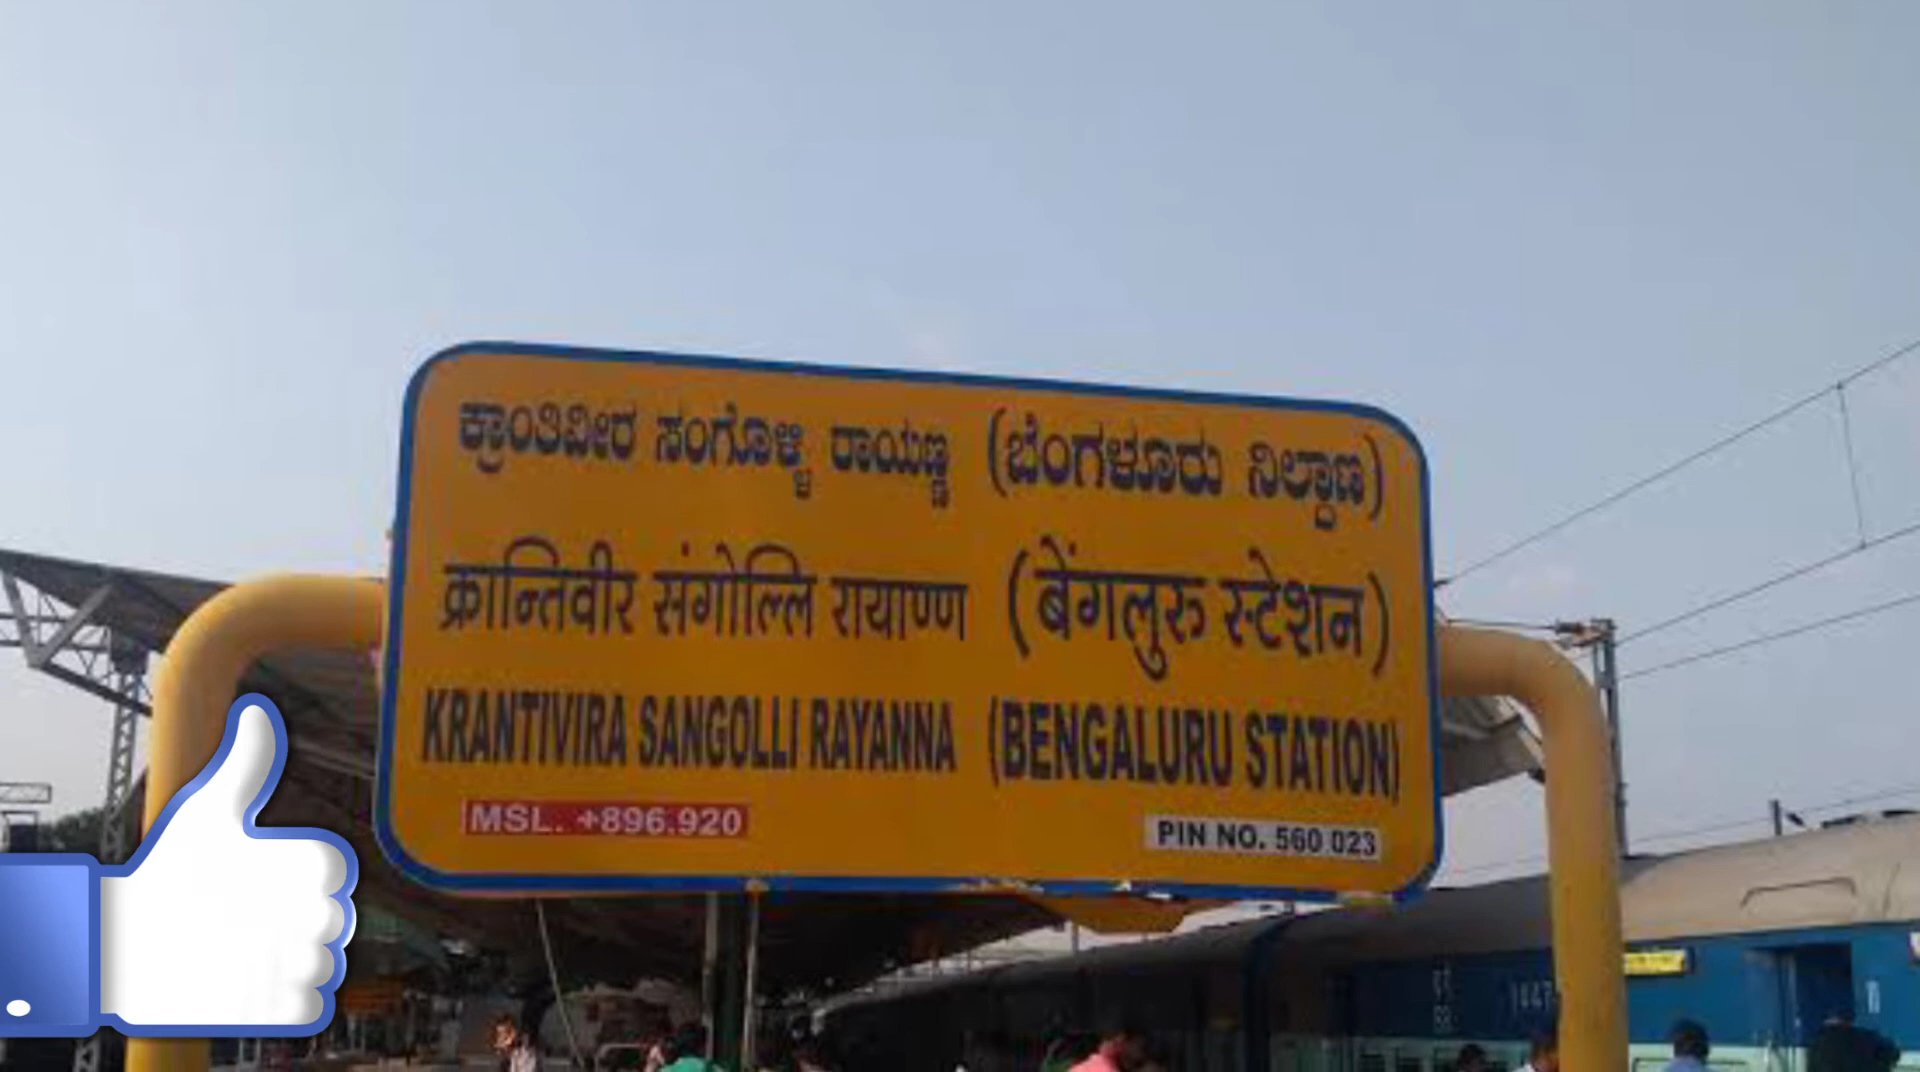 ಕ್ರಾಂತಿವೀರ ಸಂಗೊಳ್ಳಿ ರಾಯಣ್ಣ (ಬೆಂಗಳೂರು ನಿಲ್ದಾಣ)
क्रान्तिवीर संगोल्लि रायाण्ण (बेंगलुरु स्टेशन)
KRANTIVIRA SANGOLLI RAYANNA (BENGALURU STATION)
MSL. +896.920 PIN NO. 560 023